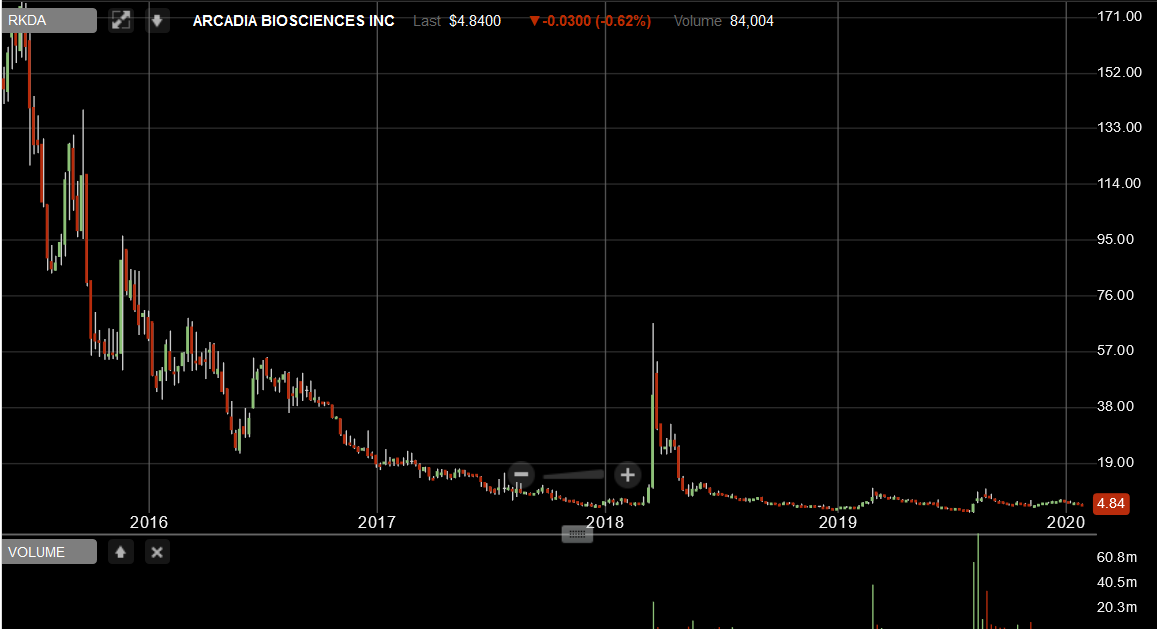 RKDA ARCADIA BIOSCIENCES INC Last $4.8400 ▼-0.0300 (-0.62%) Volume 84,004
171.00
152.00
133.00
114.00
95.00
76.00
57.00
38.00
19.00
4.84
2016 2017 2018 2019 2020
VOLUME
60.8m
40.5m
20.3m